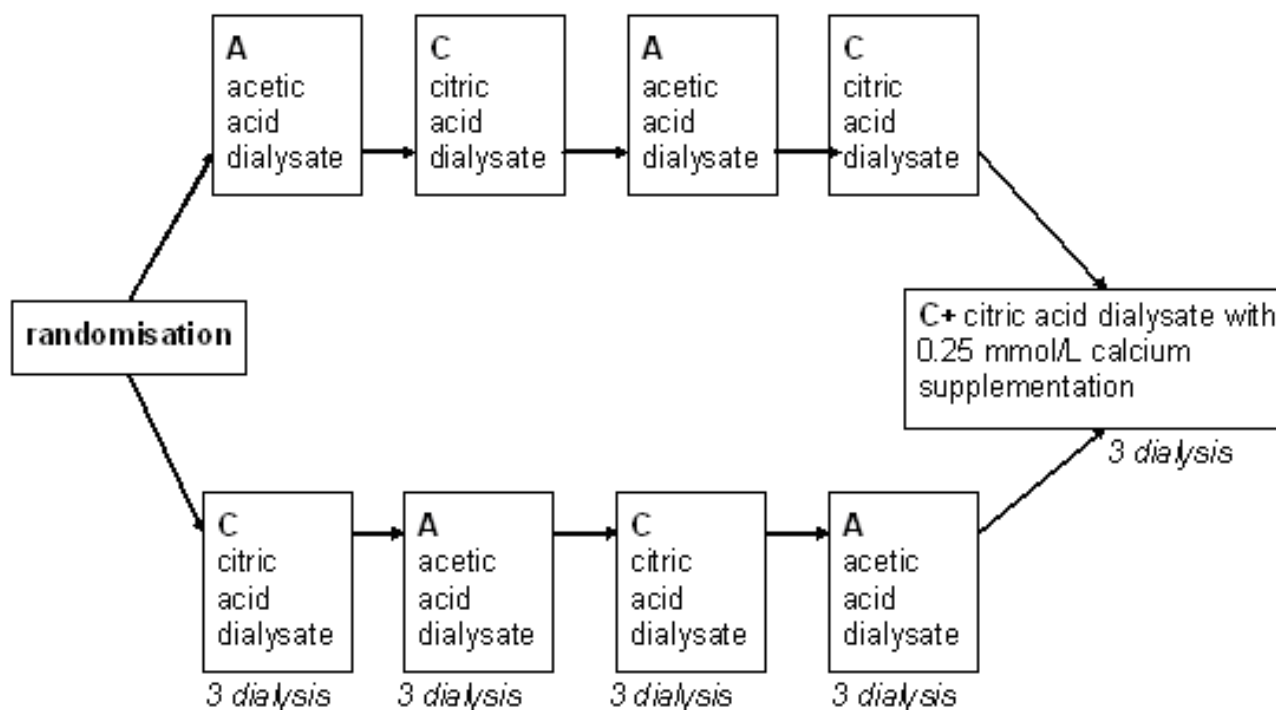 A
acetic
acid
dialysate
C
citric
acid
dialysate
A
acetic
acid
dialysate
C
citric
acid
dialysate
randomisation
C+ citric acid dialysate with
0.25 mmol/L calcium
supplementation
3 dialysis
C
citric
acid
dialysate
3 dialysis
A
acetic
acid
dialysate
3 dialysis
C
citric
acid
dialysate
3 dialysis
A
acetic
acid
dialysate
3 dialysis